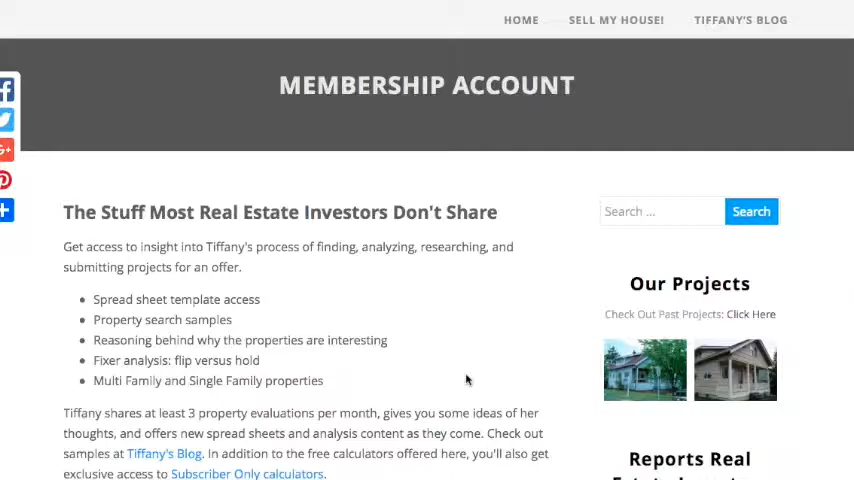 HOME SELL MY HOUSE! TIFFANY'S BLOG
MEMBERSHIP ACCOUNT
The Stuff Most Real Estate Investors Don't Share
Get access to insight into Tiffany's process of finding, analyzing, researching, and
submitting projects for an offer.
Spread sheet template access
Property search samples
Reasoning behind why the properties are interesting
Fixer analysis: flip versus hold
Multi Family and Single Family properties
Tiffany shares at least 3 property evaluations per month, gives you some ideas of her
thoughts, and offers new spread sheets and analysis content as they come. Check out
samples at Tiffany's Blog. In addition to the free calculators offered here, you'll also get
exclusive access to Subscriber Only calculators.
Search ... Search
Our Projects
Check Out Past Projects: Click Here
Reports Real